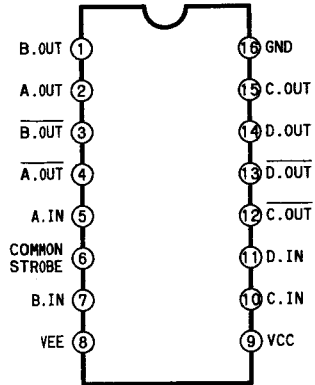 B.OUT 1
A.OUT 2
B.OUT 3
A.OUT 4
A.IN 5
COMMON
STROBE 6
B.IN 7
VEE 8
16 GND
15 C.OUT
14 D.OUT
13 D.OUT
12 C.OUT
11 D.IN
10 C.IN
9 VCC